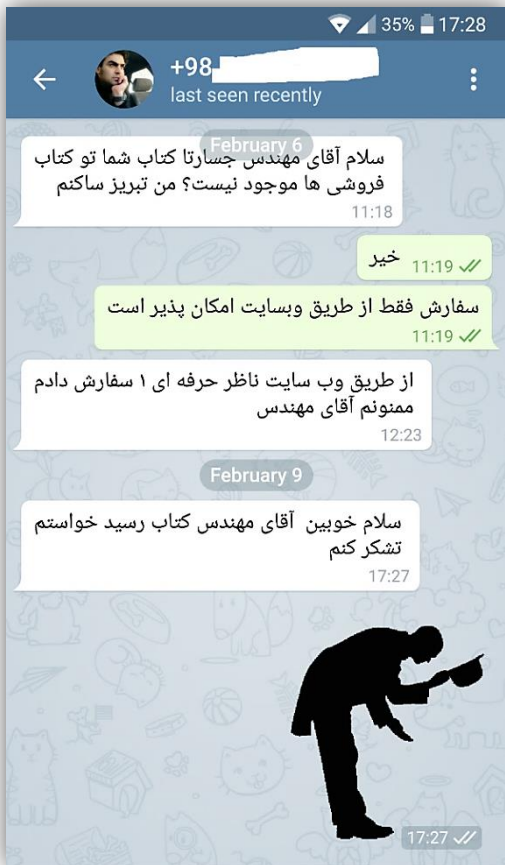 35% 17:28
+98
last seen recently
February 6
سلام آقای مهندس جسارتا کتاب شما تو کتاب
فروشی ها موجود نیست؟ من تبریز ساکنم
11:18
خیر
11:19
سفارش فقط از طریق وبسایت امکان پذیر است
11:19
از طریق وب سایت ناظر حرفه ای ۱ سفارش دادم
ممنونم آقای مهندس
12:23
February 9
سلام خوبین آقای مهندس کتاب رسید خواستم
تشکر کنم
17:27
17:27